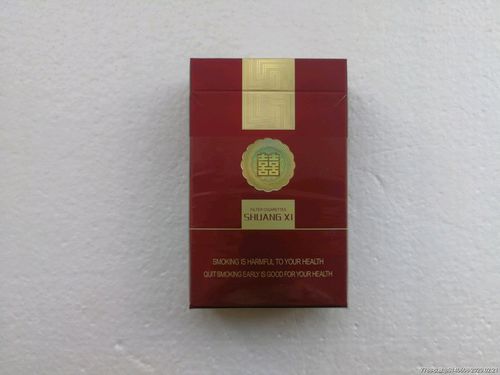 囍
FILTER CIGARETTES
SHUANG XI
SMOKING IS HARMFUL TO YOUR HEALTH
QUIT SMOKING EARLY IS GOOD FOR YOUR HEALTH